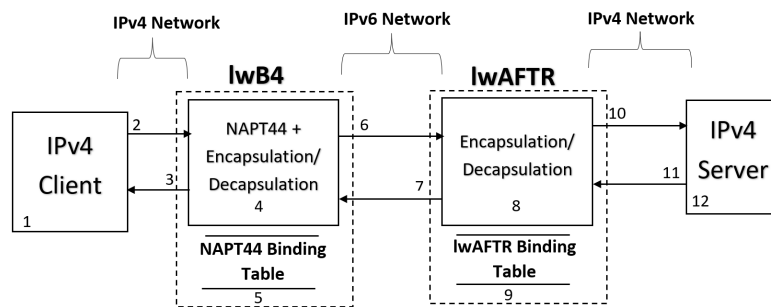 IPv4 Network
IPv6 Network
IPv4 Network
lwB4
lwAFTR
IPv4
Client
1
2
3
NAPT44 +
Encapsulation/
Decapsulation
4
NAPT44 Binding
Table
5
6
7
Encapsulation/
Decapsulation
8
lwAFTR Binding
Table
9
10
11
IPv4
Server
12